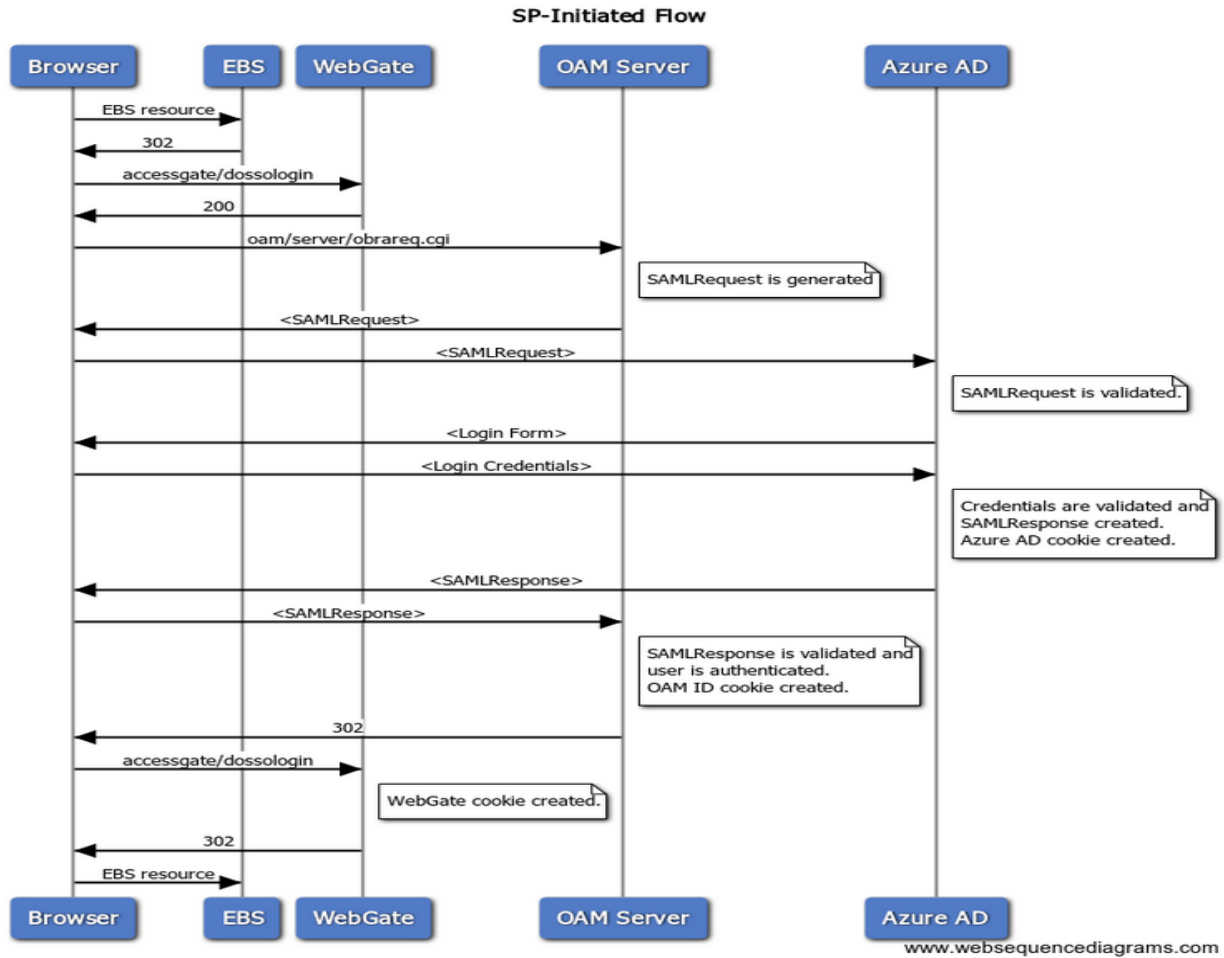 SP-Initiated Flow
Browser
EBS
WebGate
OAM Server
Azure AD
EBS resource
302
accessgate/dossologin
200
oam/server/obrareq.cgi
SAMLRequest is generated
<SAMLRequest>
<SAMLRequest>
SAMLRequest is validated.
<Login Form>
<Login Credentials>
Credentials are validated and
SAMLResponse created.
Azure AD cookie created.
<SAMLResponse>
<SAMLResponse>
SAMLResponse is validated and
user is authenticated.
OAM ID cookie created.
302
accessgate/dossologin
WebGate cookie created.
302
EBS resource
Browser
EBS
WebGate
OAM Server
Azure AD
www.websequencediagrams.com